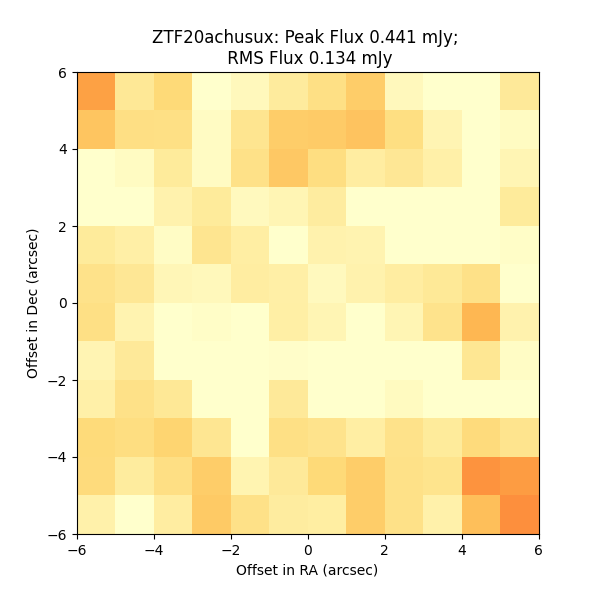 ZTF20achusux: Peak Flux 0.441 mJy;
RMS Flux 0.134 mJy
6
4
2
0
−2
−4
−6
Offset in Dec (arcsec)
−6 −4 −2 0 2 4 6
Offset in RA (arcsec)